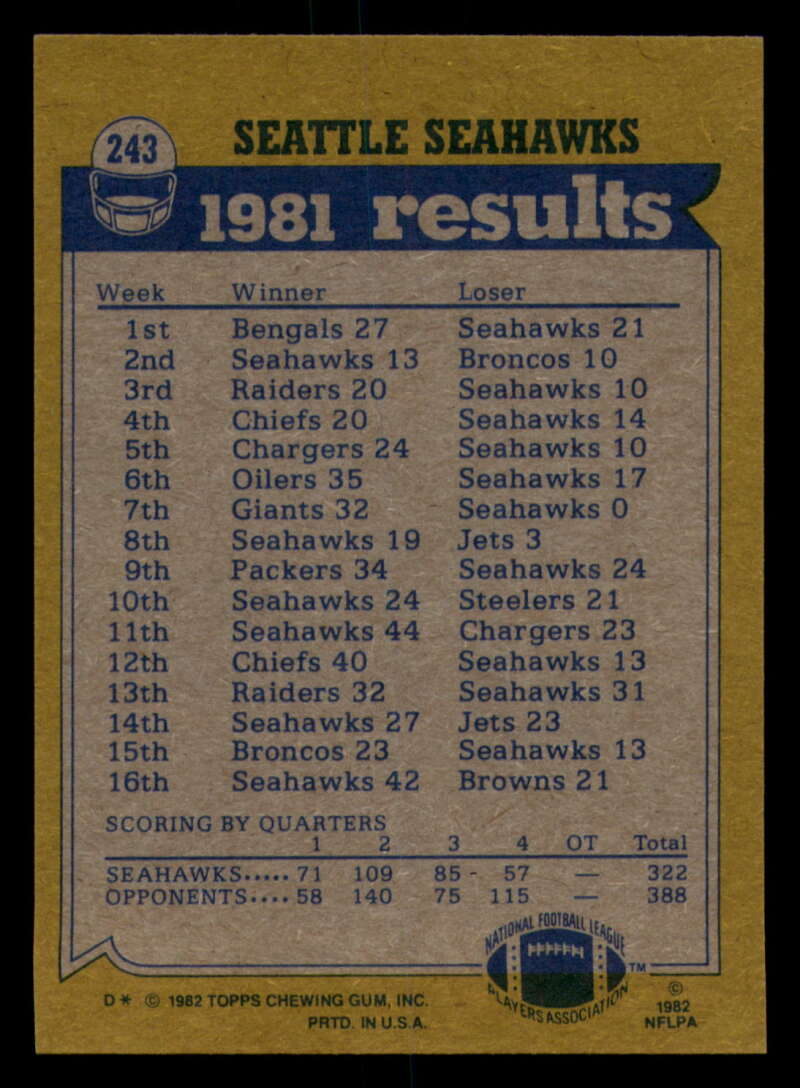 243
SEATTLE SEAHAWKS
1981 results
Week Winner Loser
1st Bengals 27 Seahawks 21
2nd Seahawks 13 Broncos 10
3rd Raiders 20 Seahawks 10
4th Chiefs 20 Seahawks 14
5th Chargers 24 Seahawks 10
6th Oilers 35 Seahawks 17
7th Giants 32 Seahawks 0
8th Seahawks 19 Jets 3
9th Packers 34 Seahawks 24
10th Seahawks 24 Steelers 21
11th Seahawks 44 Chargers 23
12th Chiefs 40 Seahawks 13
13th Raiders 32 Seahawks 31
14th Seahawks 27 Jets 23
15th Broncos 23 Seahawks 13
16th Seahawks 42 Browns 21
SCORING BY QUARTERS
1 2 3 4 OT Total
SEAHAWKS..... 71 109 85 - 57 — 322
OPPONENTS.... 58 140 75 115 — 388
NATIONAL FOOTBALL LEAGUE
NFLPA
PLAYERS ASSOCIATION
TM
D* © 1982 TOPPS CHEWING GUM, INC.
PRTD. IN U.S.A.
©
1982
NFLPA